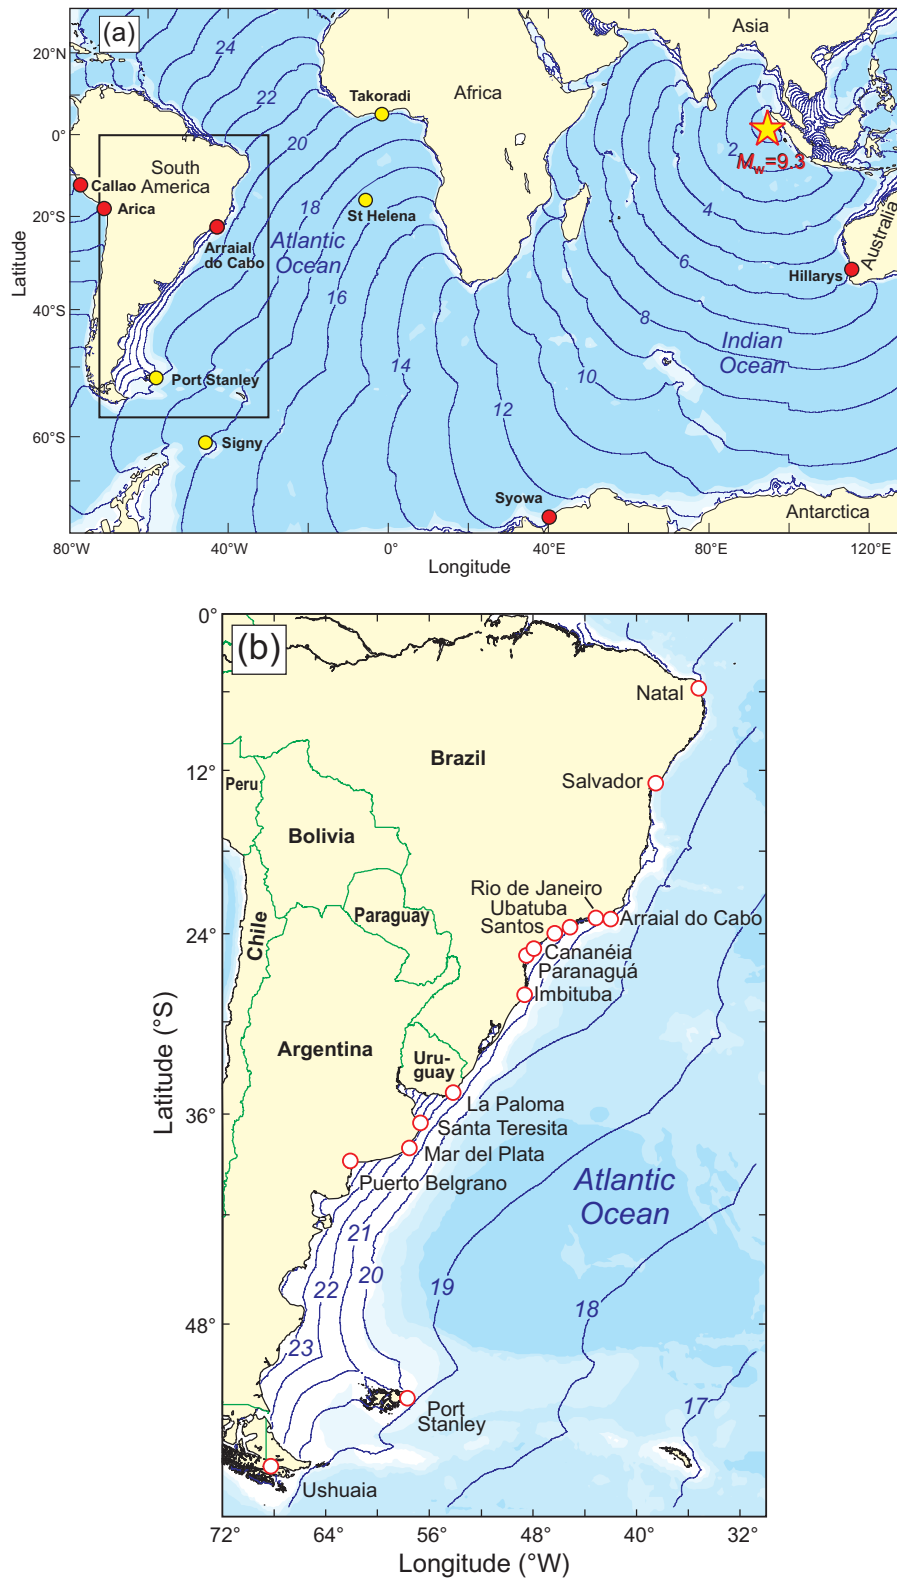 (a)
Asia
20°N
24
22
Takoradi
Africa
20
0°
2
South
America
Mw=9.3
Callao
18
4
Arica
St Helena
20°S
Arraial
do Cabo
Atlantic
Ocean
Australia
6
Hillarys
16
40°S
8
Indian
Ocean
14
10
Port Stanley
12
60°S
Signy
Syowa
Antarctica
80°W
40°W
0°
40°E
80°E
120°E
Latitude
Longitude
(b)
0°
Natal
Brazil
12°
Salvador
Peru
Bolivia
Rio de Janeiro
Ubatuba
Santos
Paraguay
Arraial do Cabo
Chile
24°
Cananéia
Paranaguá
Imbituba
Argentina
Uru-
guay
La Paloma
36°
Santa Teresita
Mar del Plata
Puerto Belgrano
Atlantic
Ocean
21
20
22
19
18
48°
23
17
Port
Stanley
Ushuaia
72°
64°
56°
48°
40°
32°
Latitude (°S)
Longitude (°W)